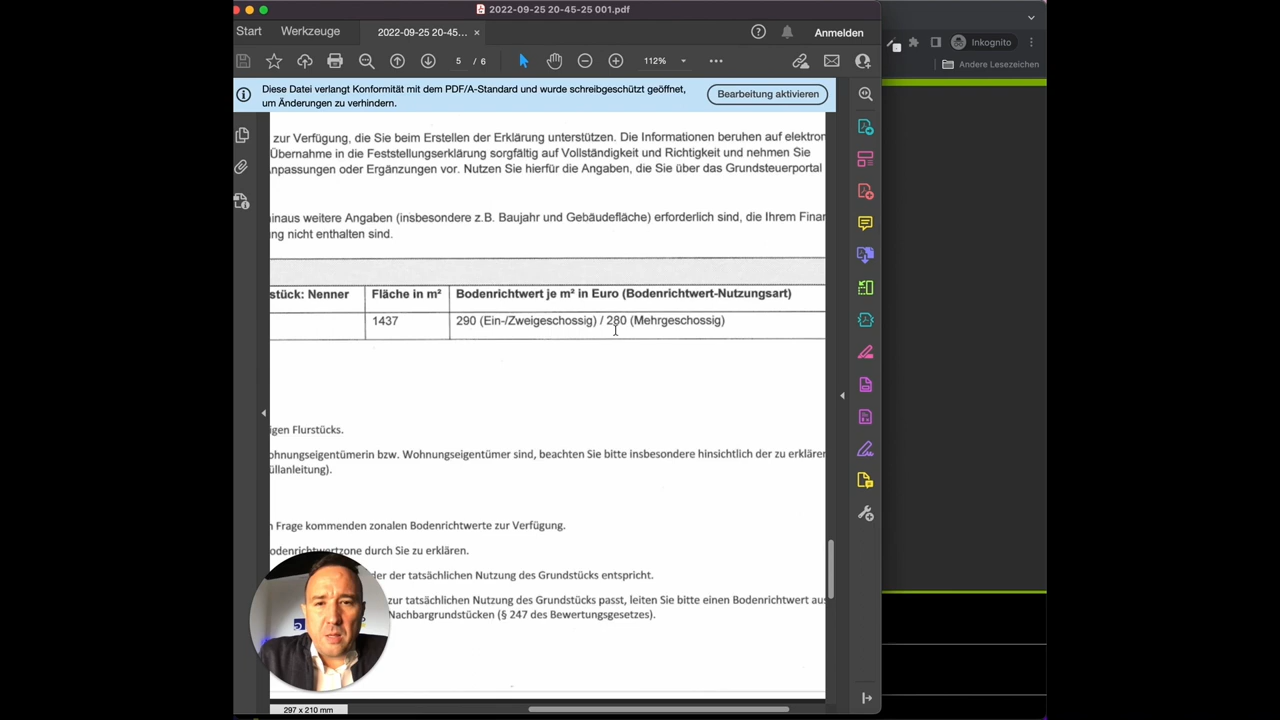 2022-09-25 20-45-25 001.pdf
Start
Werkzeuge
2022-09-25 20-45...
Anmelden
Inkognito
5 / 6
112%
Andere Lesezeichen
Diese Datei verlangt Konformität mit dem PDF/A-Standard und wurde schreibgeschützt geöffnet,
um Änderungen zu verhindern.
Bearbeitung aktivieren
zur Verfügung, die Sie beim Erstellen der Erklärung unterstützen. Die Informationen beruhen auf elektron
Übernahme in die Feststellungserklärung sorgfältig auf Vollständigkeit und Richtigkeit und nehmen Sie
npassungen oder Ergänzungen vor. Nutzen Sie hierfür die Angaben, die Sie über das Grundsteuerportal
inaus weitere Angaben (insbesondere z.B. Baujahr und Gebäudefläche) erforderlich sind, die Ihrem Finan
ng nicht enthalten sind.
stück: Nenner
Fläche in m²
Bodenrichtwert je m² in Euro (Bodenrichtwert-Nutzungsart)
1437
290 (Ein-/Zweigeschossig) / 280 (Mehrgeschossig)
igen Flurstücks.
ohnungseigentümerin bzw. Wohnungseigentümer sind, beachten Sie bitte insbesondere hinsichtlich der zu erklären
üllanleitung).
n Frage kommenden zonalen Bodenrichtwerte zur Verfügung.
odenrichtwertzone durch Sie zu erklären.
der der tatsächlichen Nutzung des Grundstücks entspricht.
zur tatsächlichen Nutzung des Grundstücks passt, leiten Sie bitte einen Bodenrichtwert aus
Nachbargrundstücken (§ 247 des Bewertungsgesetzes).
297 x 210 mm